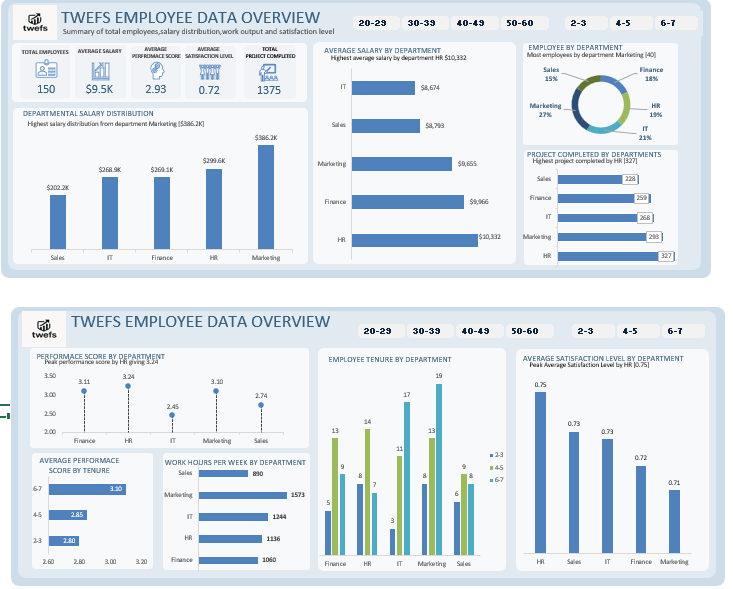 twefs
TWEFS EMPLOYEE DATA OVERVIEW
Summary of total employees,salary distribution,work output and satisfaction level
20-29 30-39 40-49 50-60 2-3 4-5 6-7
TOTAL EMPLOYEES
150
AVERAGE SALARY
$9.5K
AVERAGE
PERFROMACE SCORE
2.93
AVERAGE
SATISFACTION LEVEL
0.72
TOTAL
PROJECT COMPLETED
1375
DEPARTMENTAL SALARY DISTRIBUTION
Highest salary distribution from department Marketing [$386.2K]
$202.2K $268.9K $269.1K $299.6K $386.2K
Sales IT Finance HR Marketing
AVERAGE SALARY BY DEPARTMENT
Highest average salary by department HR $10,332
IT $8,674
Sales $8,793
Marketing $9,655
Finance $9,966
HR $10,332
EMPLOYEE BY DEPARTMENT
Most employees by department Marketing [40]
Sales
15%
Finance
18%
Marketing
27%
HR
19%
IT
21%
PROJECT COMPLETED BY DEPARTMENTS
Highest project completed by HR [327]
Sales 228
Finance 259
IT 268
Marketing 293
HR 327
twefs
TWEFS EMPLOYEE DATA OVERVIEW
20-29 30-39 40-49 50-60 2-3 4-5 6-7
PERFORMACE SCORE BY DEPARTMENT
Peak performance score by HR giving 3.24
3.50
3.00
2.50
2.00
3.11 3.24 2.45 3.10 2.74
Finance HR IT Marketing Sales
AVERAGE PERFORMACE
SCORE BY TENURE
6-7 3.10
4-5 2.85
2-3 2.80
2.60 2.80 3.00 3.20
WORK HOURS PER WEEK BY DEPARTMENT
Sales 890
Marketing 1573
IT 1244
HR 1136
Finance 1060
EMPLOYEE TENURE BY DEPARTMENT
5 13 9 8 14 7 3 11 17 8 13 19 6 9 8
Finance HR IT Marketing Sales
2-3
4-5
6-7
AVERAGE SATISFACTION LEVEL BY DEPARTMENT
Peak Average Satisfaction Level by HR [0.75]
0.75 0.73 0.73 0.72 0.71
HR Sales IT Finance Marketing